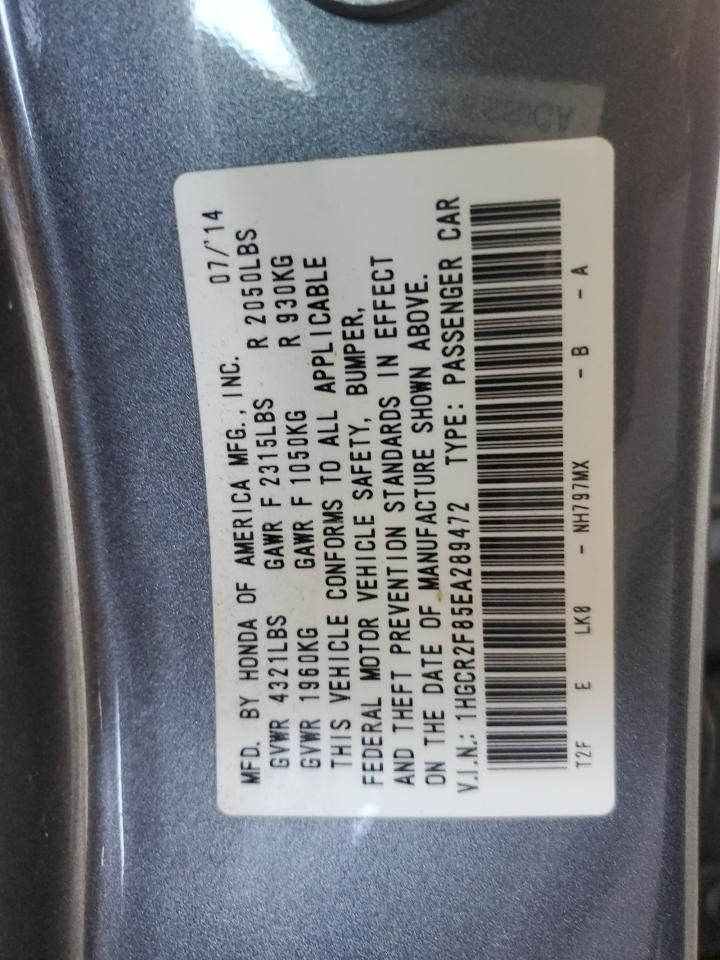 MFD. BY HONDA OF AMERICA MFG., INC. 07/'14
GVWR 4321LBS GAWR F 2315LBS R 2050LBS
GVWR 1960KG GAWR F 1050KG R 930KG
THIS VEHICLE CONFORMS TO ALL APPLICABLE
FEDERAL MOTOR VEHICLE SAFETY, BUMPER,
AND THEFT PREVENTION STANDARDS IN EFFECT
ON THE DATE OF MANUFACTURE SHOWN ABOVE.
V.I.N.: 1HGCR2F85EA289472 TYPE: PASSENGER CAR
T2F E LK8 - NH797MX - B - A